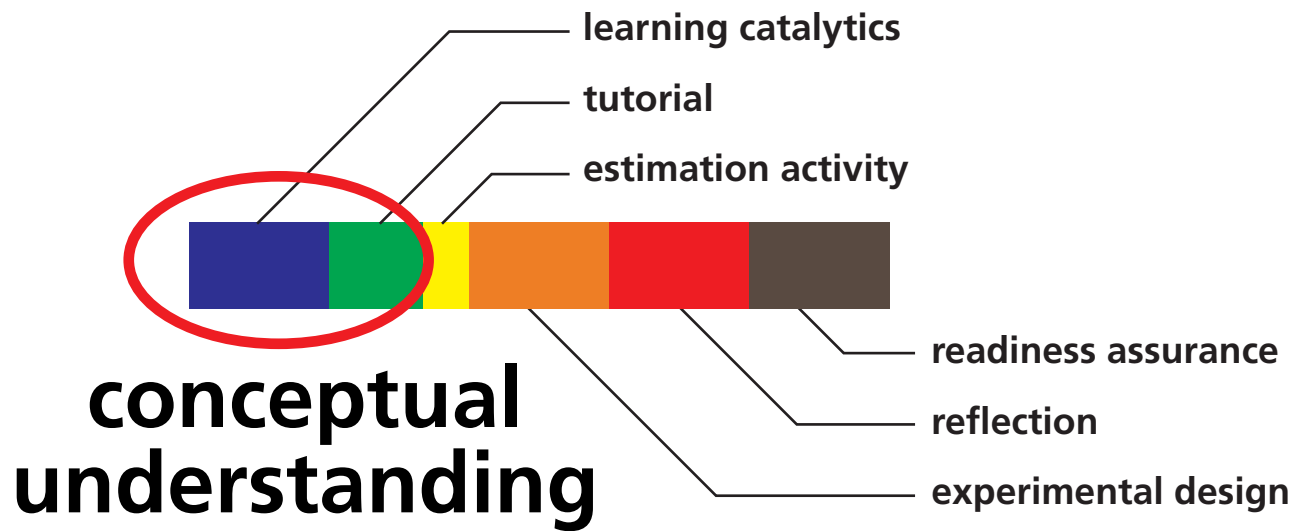 learning catalytics
tutorial
estimation activity
conceptual
understanding
readiness assurance
reflection
experimental design